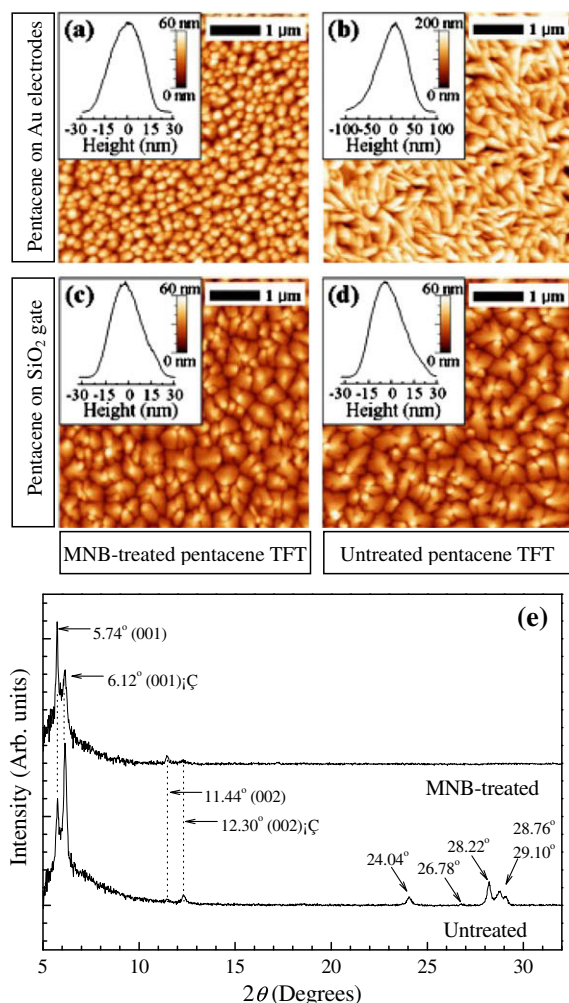 Pentacene on Au electrodes
(a)
60 nm
0 nm
1 µm
-30 -15 0 15 30
Height (nm)
(b)
200 nm
0 nm
1 µm
-100 -50 0 50 100
Height (nm)
Pentacene on SiO2 gate
(c)
60 nm
0 nm
1 µm
-30 -15 0 15 30
Height (nm)
(d)
60 nm
0 nm
1 µm
-30 -15 0 15 30
Height (nm)
MNB-treated pentacene TFT
Untreated pentacene TFT
(e)
Intensity (Arb. units)
5.74° (001)
6.12° (001)¡Ç
MNB-treated
11.44° (002)
12.30° (002)¡Ç
24.04°
26.78°
28.22°
28.76°
29.10°
Untreated
5 10 15 20 25 30
2θ (Degrees)